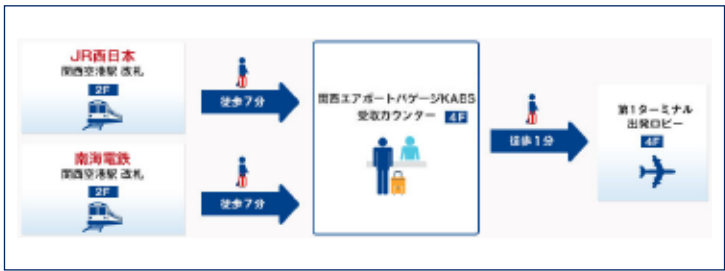 JR西日本
関西空港駅 改札
2F
徒歩7分
南海電鉄
関西空港駅 改札
2F
徒歩7分
関西エアポートバゲージKABS
受取カウンター 4F
徒歩1分
第1ターミナル
出発ロビー
4F